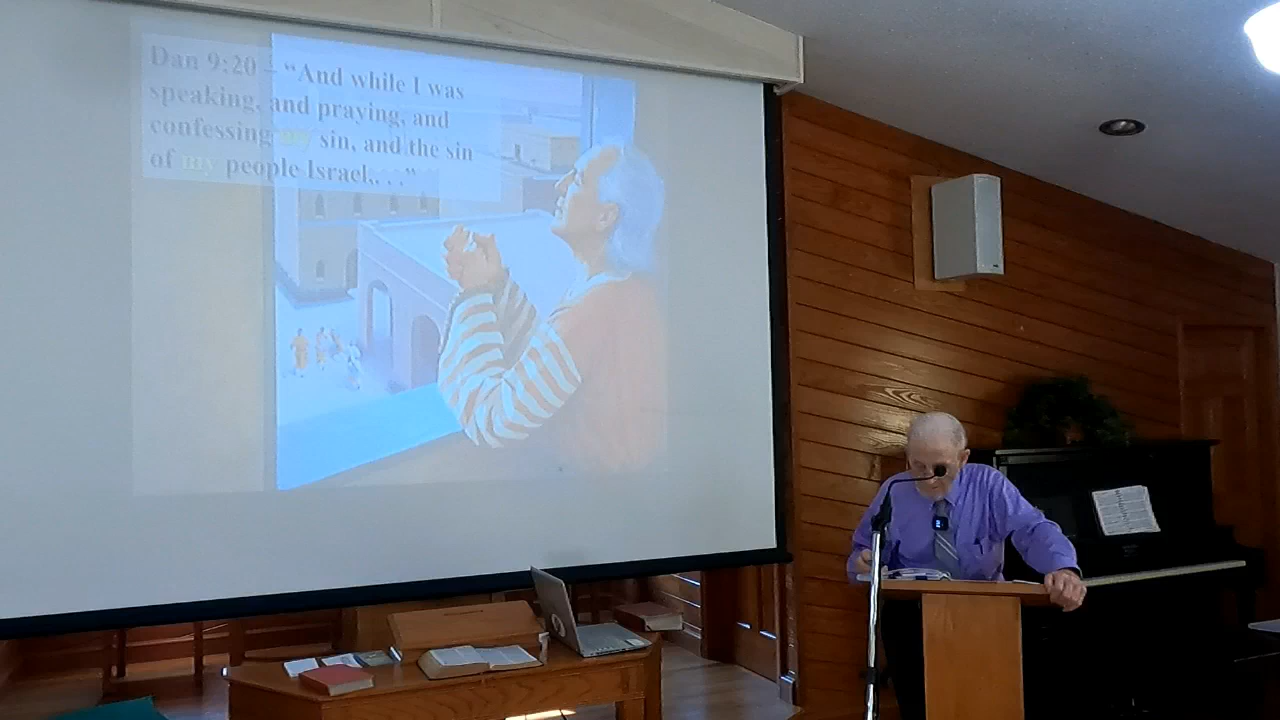 Dan 9:20 – “And while I was
speaking, and praying, and
confessing my sin, and the sin
of my people Israel. . . .”